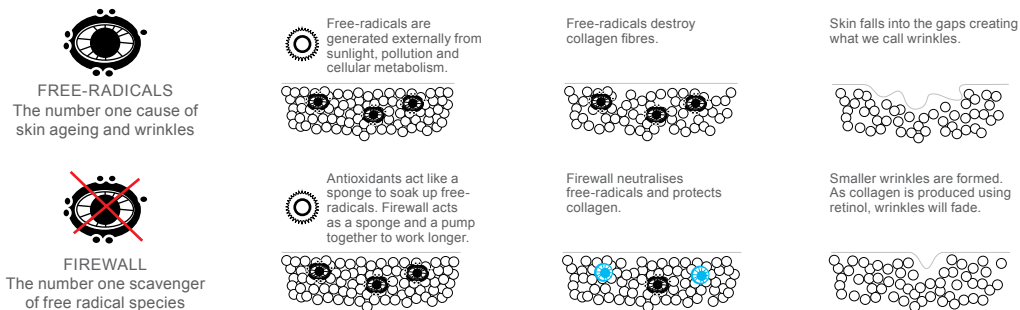 FREE-RADICALS
The number one cause of
skin ageing and wrinkles
Free-radicals are
generated externally from
sunlight, pollution and
cellular metabolism.
Free-radicals destroy
collagen fibres.
Skin falls into the gaps creating
what we call wrinkles.
FIREWALL
The number one scavenger
of free radical species
Antioxidants act like a
sponge to soak up free-
radicals. Firewall acts
as a sponge and a pump
together to work longer.
Firewall neutralises
free-radicals and protects
collagen.
Smaller wrinkles are formed.
As collagen is produced using
retinol, wrinkles will fade.